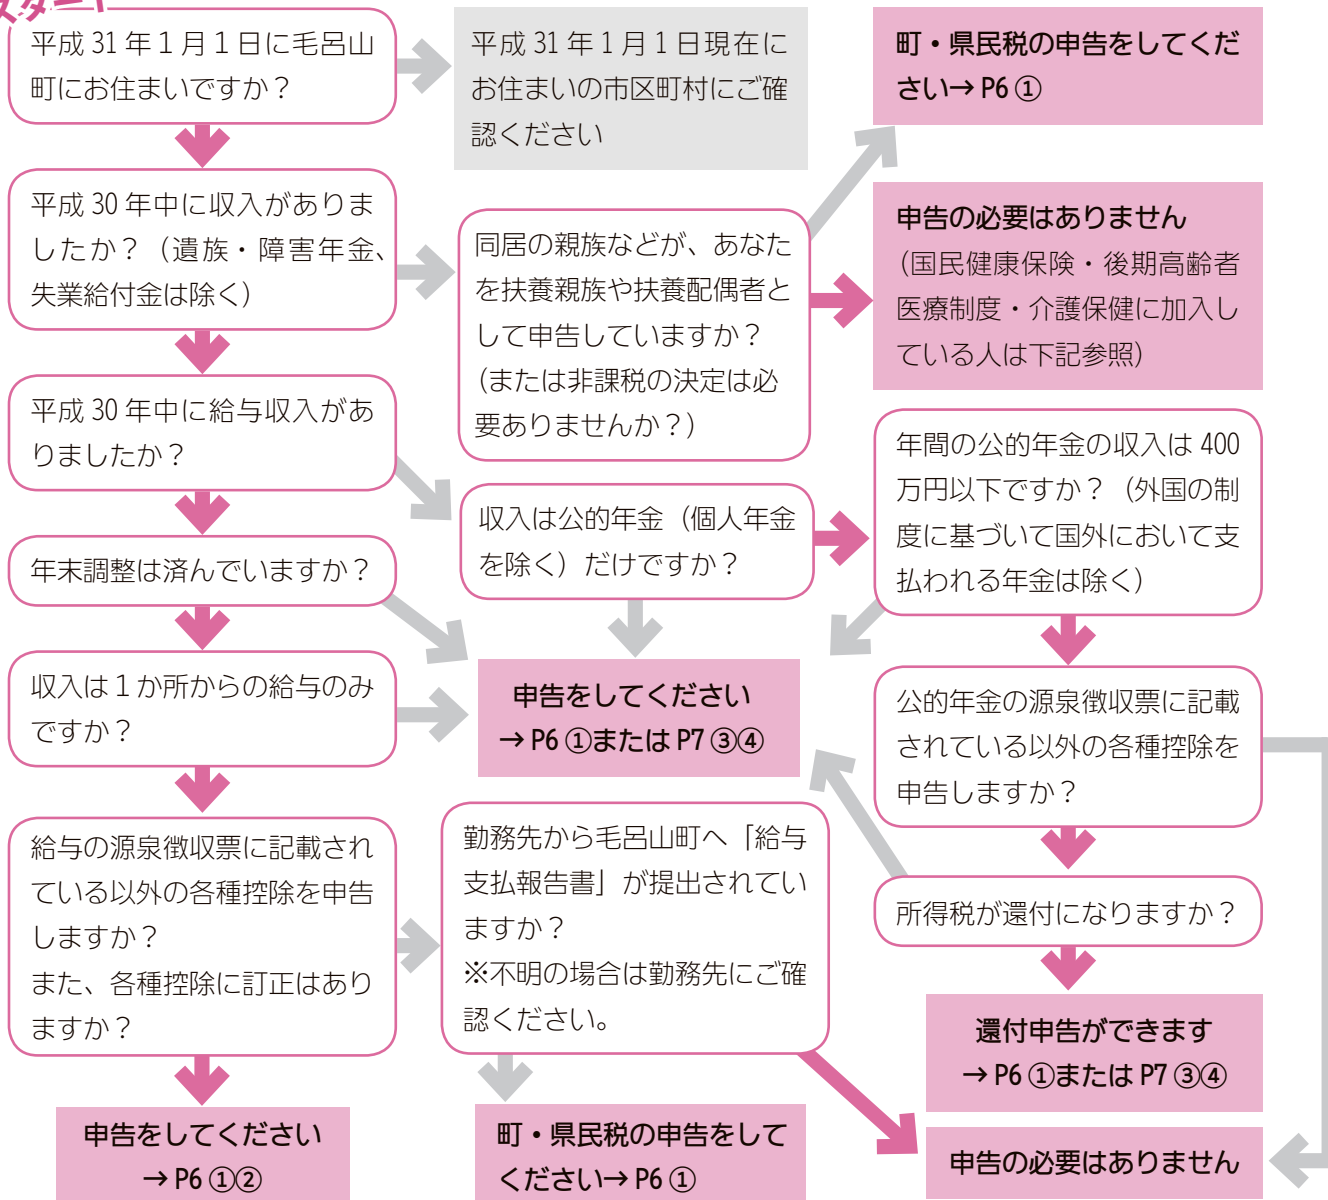 スタート
平成 31 年１月１日に毛呂山
町にお住まいですか？
平成 31 年１月１日現在に
お住まいの市区町村にご確
認ください
町・県民税の申告をしてくだ
さい→ P6 ①
平成 30 年中に収入がありま
したか？（遺族・障害年金、
失業給付金は除く）
同居の親族などが、あなた
を扶養親族や扶養配偶者と
して申告していますか？
（または非課税の決定は必
要ありませんか？）
申告の必要はありません
（国民健康保険・後期高齢者
医療制度・介護保健に加入し
ている人は下記参照）
平成 30 年中に給与収入があ
りましたか？
収入は公的年金（個人年金
を除く）だけですか？
年間の公的年金の収入は 400
万円以下ですか？（外国の制
度に基づいて国外において支
払われる年金は除く）
年末調整は済んでいますか？
収入は１か所からの給与のみ
ですか？
申告をしてください
→ P6 ①または P7 ③④
公的年金の源泉徴収票に記載
されている以外の各種控除を
申告しますか？
給与の源泉徴収票に記載され
ている以外の各種控除を申告
しますか？
また、各種控除に訂正はあり
ますか？
勤務先から毛呂山町へ「給与
支払報告書」が提出されてい
ますか？
※不明の場合は勤務先にご確
認ください。
所得税が還付になりますか？
還付申告ができます
→ P6 ①または P7 ③④
申告をしてください
→ P6 ①②
町・県民税の申告をして
ください→ P6 ①
申告の必要はありません